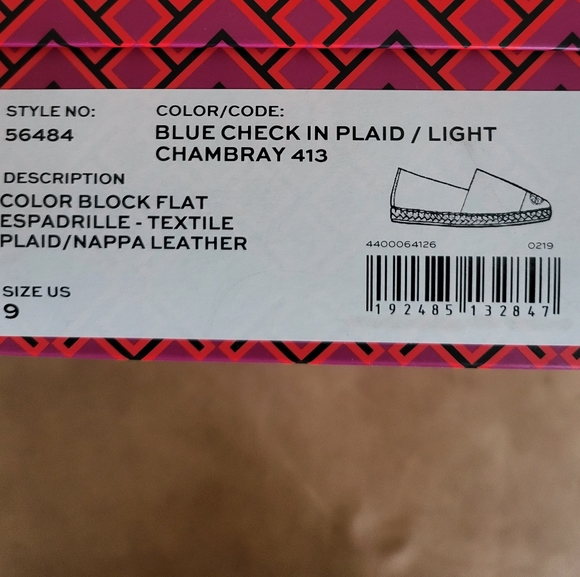 STYLE NO:
56484
COLOR/CODE:
BLUE CHECK IN PLAID / LIGHT
CHAMBRAY 413
DESCRIPTION
COLOR BLOCK FLAT
ESPADRILLE - TEXTILE
PLAID/NAPPA LEATHER
SIZE US
9
4400064126 0219
192485 132847